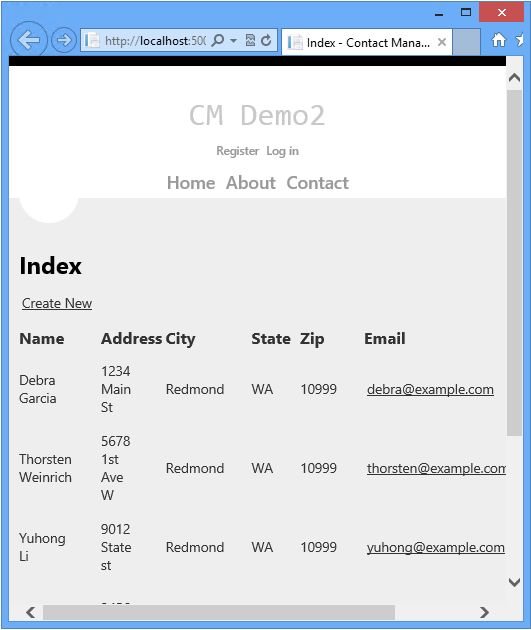 http://localhost:500
Index - Contact Mana...
CM Demo2
Register Log in
Home About Contact
Index
Create New
Name Address City State Zip Email
Debra
Garcia
1234
Main
St
Redmond
WA
10999
debra@example.com
Thorsten
Weinrich
5678
1st
Ave
W
Redmond
WA
10999
thorsten@example.com
Yuhong
Li
9012
State
st
Redmond
WA
10999
yuhong@example.com